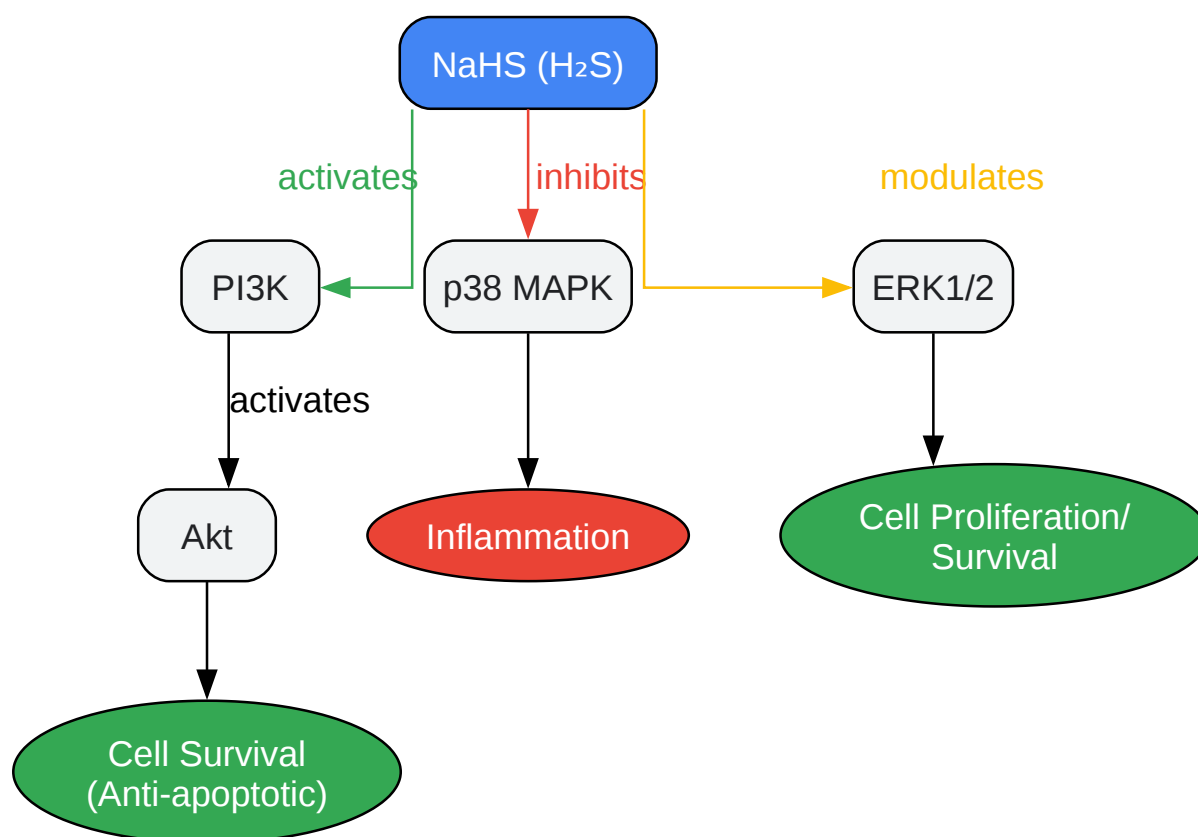 NaHS (H₂S)
activates
inhibits
modulates
PI3K
p38 MAPK
ERK1/2
activates
Akt
Inflammation
Cell Proliferation/
Survival
Cell Survival
(Anti-apoptotic)